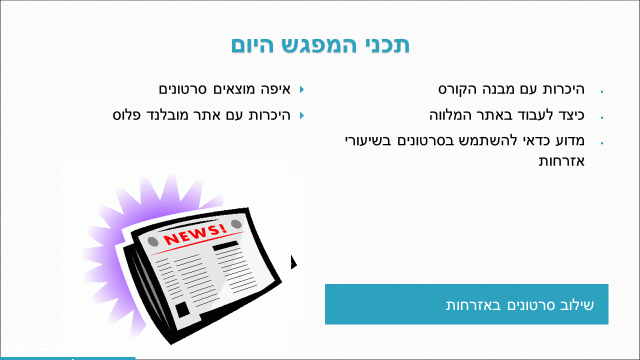 תכני המפגש היום
היכרות עם מבנה הקורס
כיצד לעבוד באתר המלווה
מדוע כדאי להשתמש בסרטונים בשיעורי
אזרחות
איפה מוצאים סרטונים
היכרות עם אתר מובלנד פלוס
NEWS!
שילוב סרטונים באזרחות